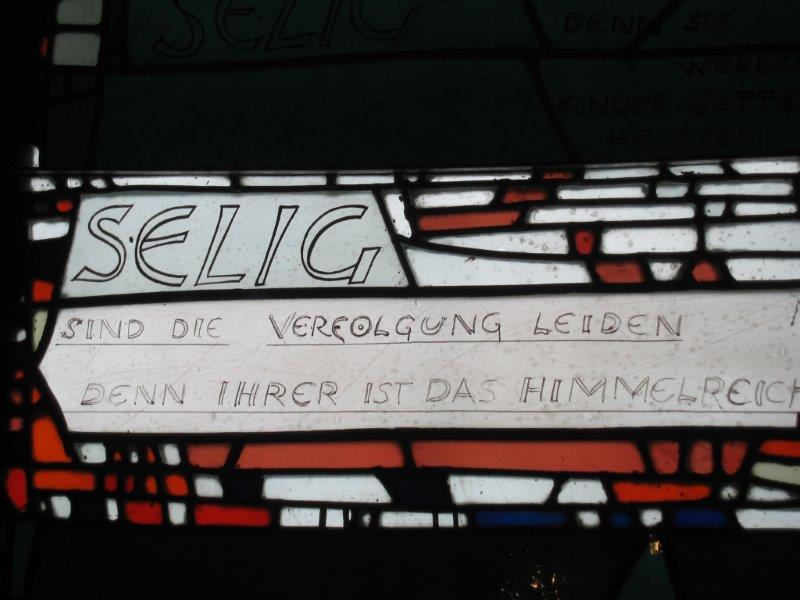 SELIG
DENN SIE
WERDEN
KINDER GOTTES
HEISSEN
SELIG
SIND DIE VERFOLGUNG LEIDEN
DENN IHRER IST DAS HIMMELREICH